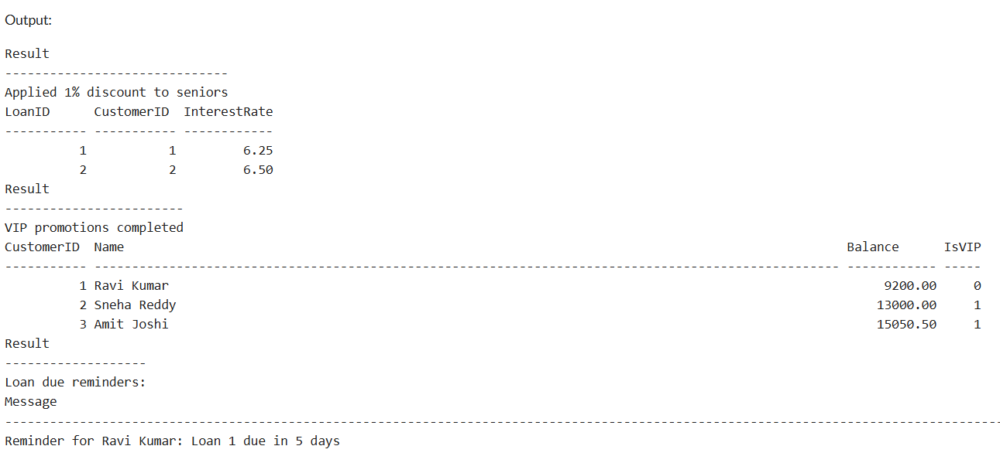 Output:
Result
------------------------------
Applied 1% discount to seniors
LoanID      CustomerID  InterestRate
----------- ----------- ------------
          1           1         6.25
          2           2         6.50
Result
------------------------
VIP promotions completed
CustomerID  Name                                                                                                 Balance      IsVIP
----------- ---------------------------------------------------------------------------------------------------- ------------ -----
          1 Ravi Kumar                                                                                                9200.00     0
          2 Sneha Reddy                                                                                              13000.00     1
          3 Amit Joshi                                                                                               15050.50     1
Result
-------------------
Loan due reminders:
Message
--------------------------------------------------------------------------------------------------------------------------------------
Reminder for Ravi Kumar: Loan 1 due in 5 days